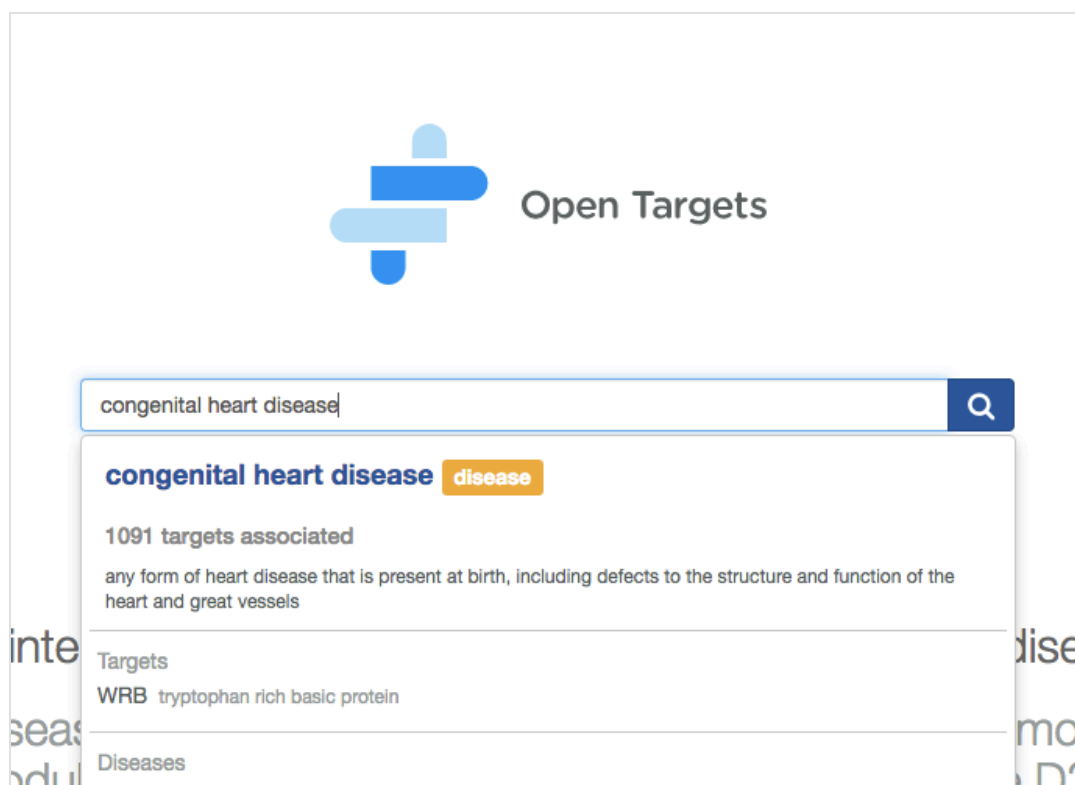 Open Targets
congenital heart disease
congenital heart disease disease
1091 targets associated
any form of heart disease that is present at birth, including defects to the structure and function of the
heart and great vessels
Targets
WRB tryptophan rich basic protein
Diseases